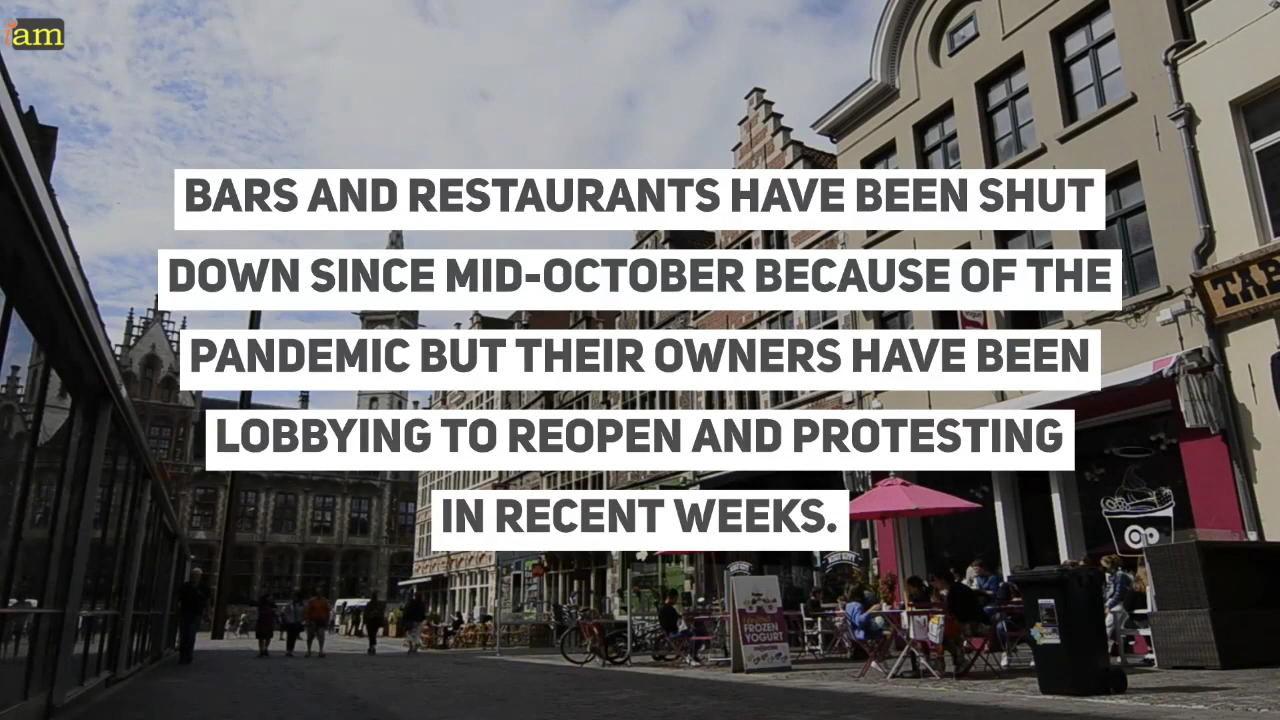 iam
BARS AND RESTAURANTS HAVE BEEN SHUT
DOWN SINCE MID-OCTOBER BECAUSE OF THE
PANDEMIC BUT THEIR OWNERS HAVE BEEN
LOBBYING TO REOPEN AND PROTESTING
IN RECENT WEEKS.
FROZEN
YOGURT